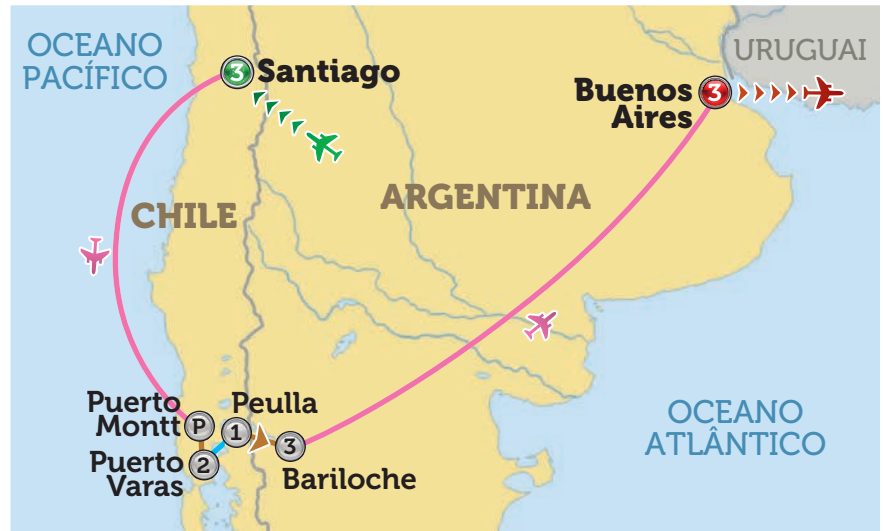 OCEANO
PACÍFICO
3 Santiago
URUGUAI
Buenos
Aires
3
CHILE
ARGENTINA
Puerto
Montt
P
Peulla
1
Puerto
Varas
2
3
Bariloche
OCEANO
ATLÂNTICO